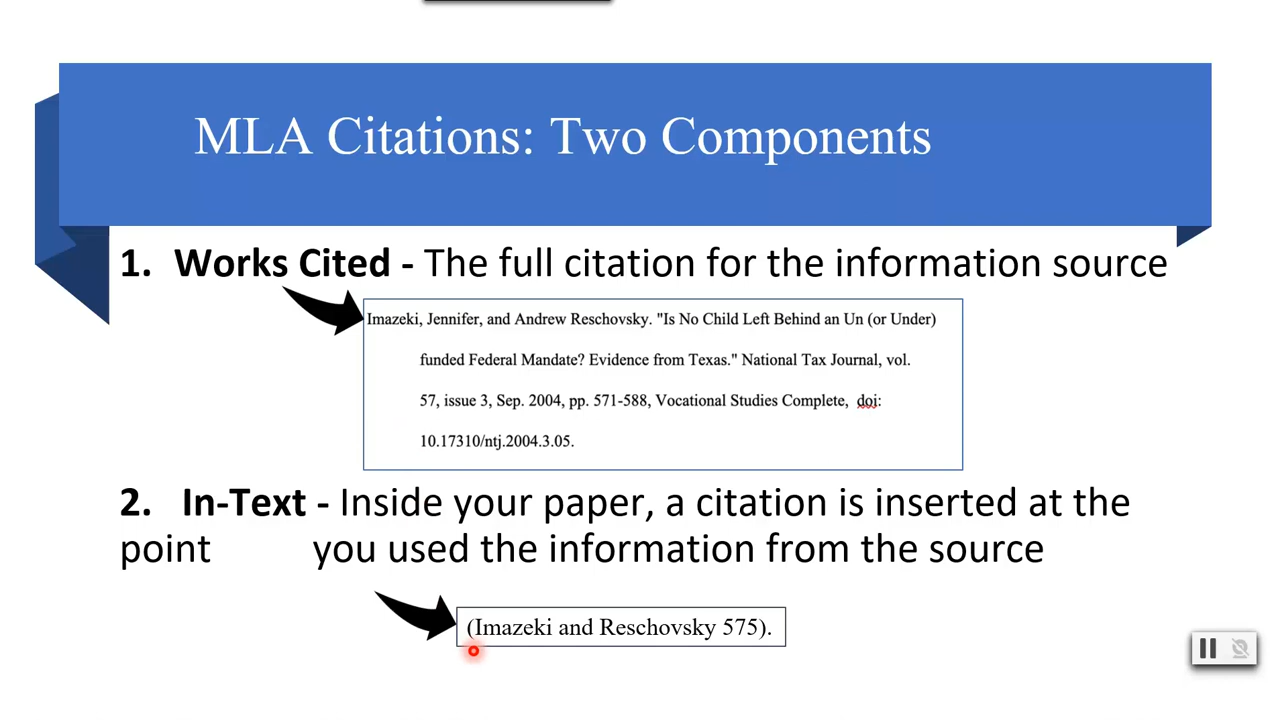 MLA Citations: Two Components
1. Works Cited - The full citation for the information source
Imazeki, Jennifer, and Andrew Reschovsky. "Is No Child Left Behind an Un (or Under)
funded Federal Mandate? Evidence from Texas." National Tax Journal, vol.
57, issue 3, Sep. 2004, pp. 571-588, Vocational Studies Complete, doi:
10.17310/ntj.2004.3.05.
2. In-Text - Inside your paper, a citation is inserted at the
point you used the information from the source
(Imazeki and Reschovsky 575).